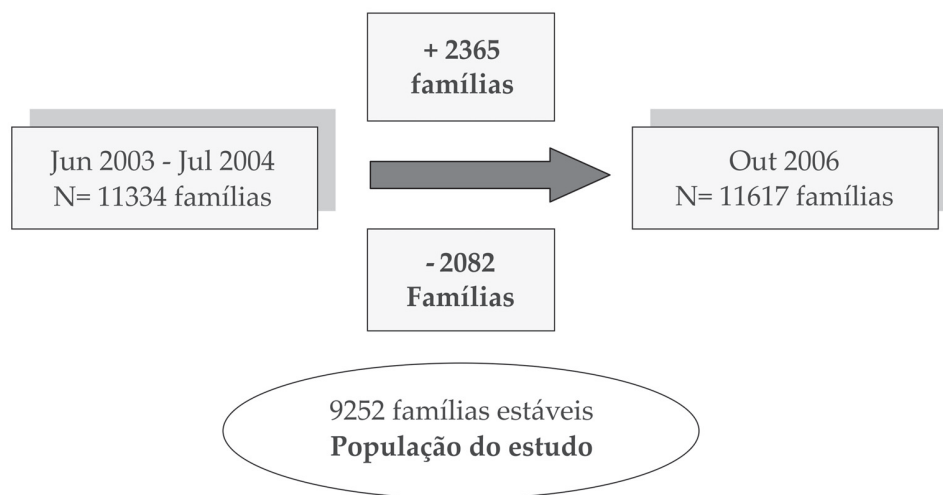 + 2365
famílias
Jun 2003 - Jul 2004
N= 11334 famílias
Out 2006
N= 11617 famílias
- 2082
Famílias
9252 famílias estáveis
População do estudo